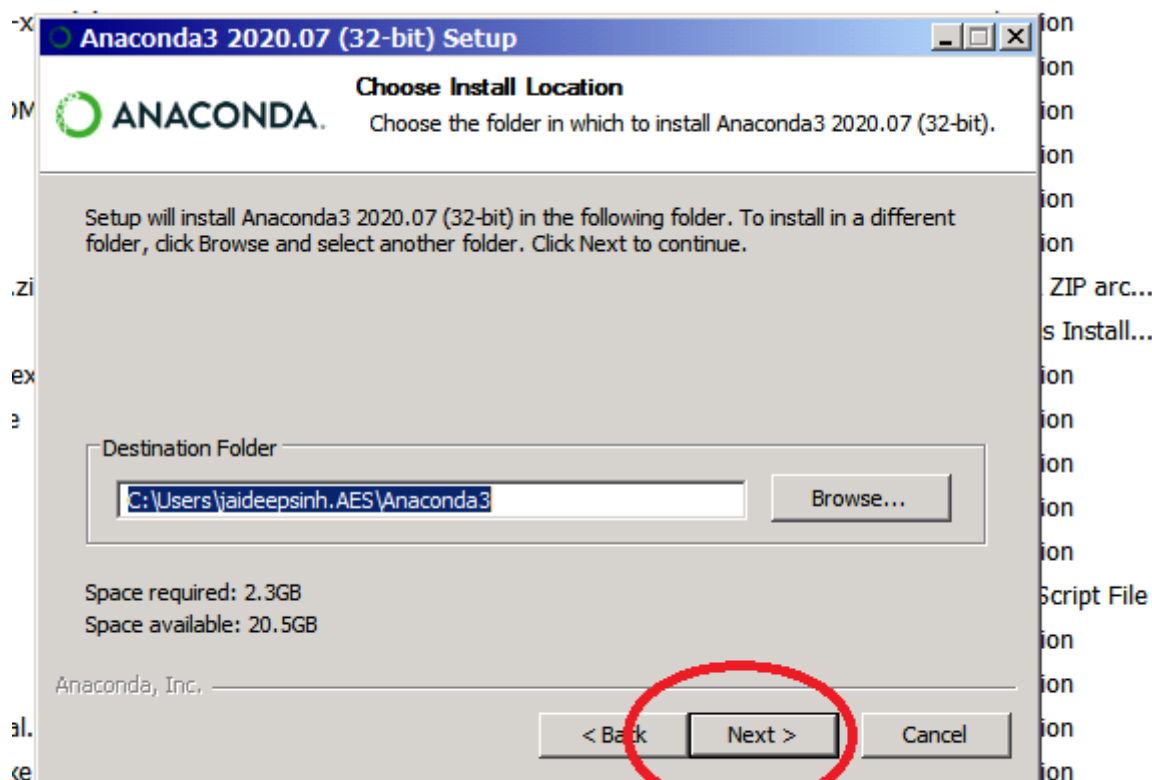 Anaconda3 2020.07 (32-bit) Setup
ANACONDA.
Choose Install Location
Choose the folder in which to install Anaconda3 2020.07 (32-bit).
Setup will install Anaconda3 2020.07 (32-bit) in the following folder. To install in a different
folder, click Browse and select another folder. Click Next to continue.
Destination Folder
C:\Users\jaideepsinh.AES\Anaconda3
Browse...
Space required: 2.3GB
Space available: 20.5GB
Anaconda, Inc.
< Back
Next >
Cancel
-x
.zi
ex
e
al.
xe
ion
ion
ion
ion
ion
ion
ZIP arc...
s Install...
ion
ion
ion
ion
ion
Script File
ion
ion
ion
ion